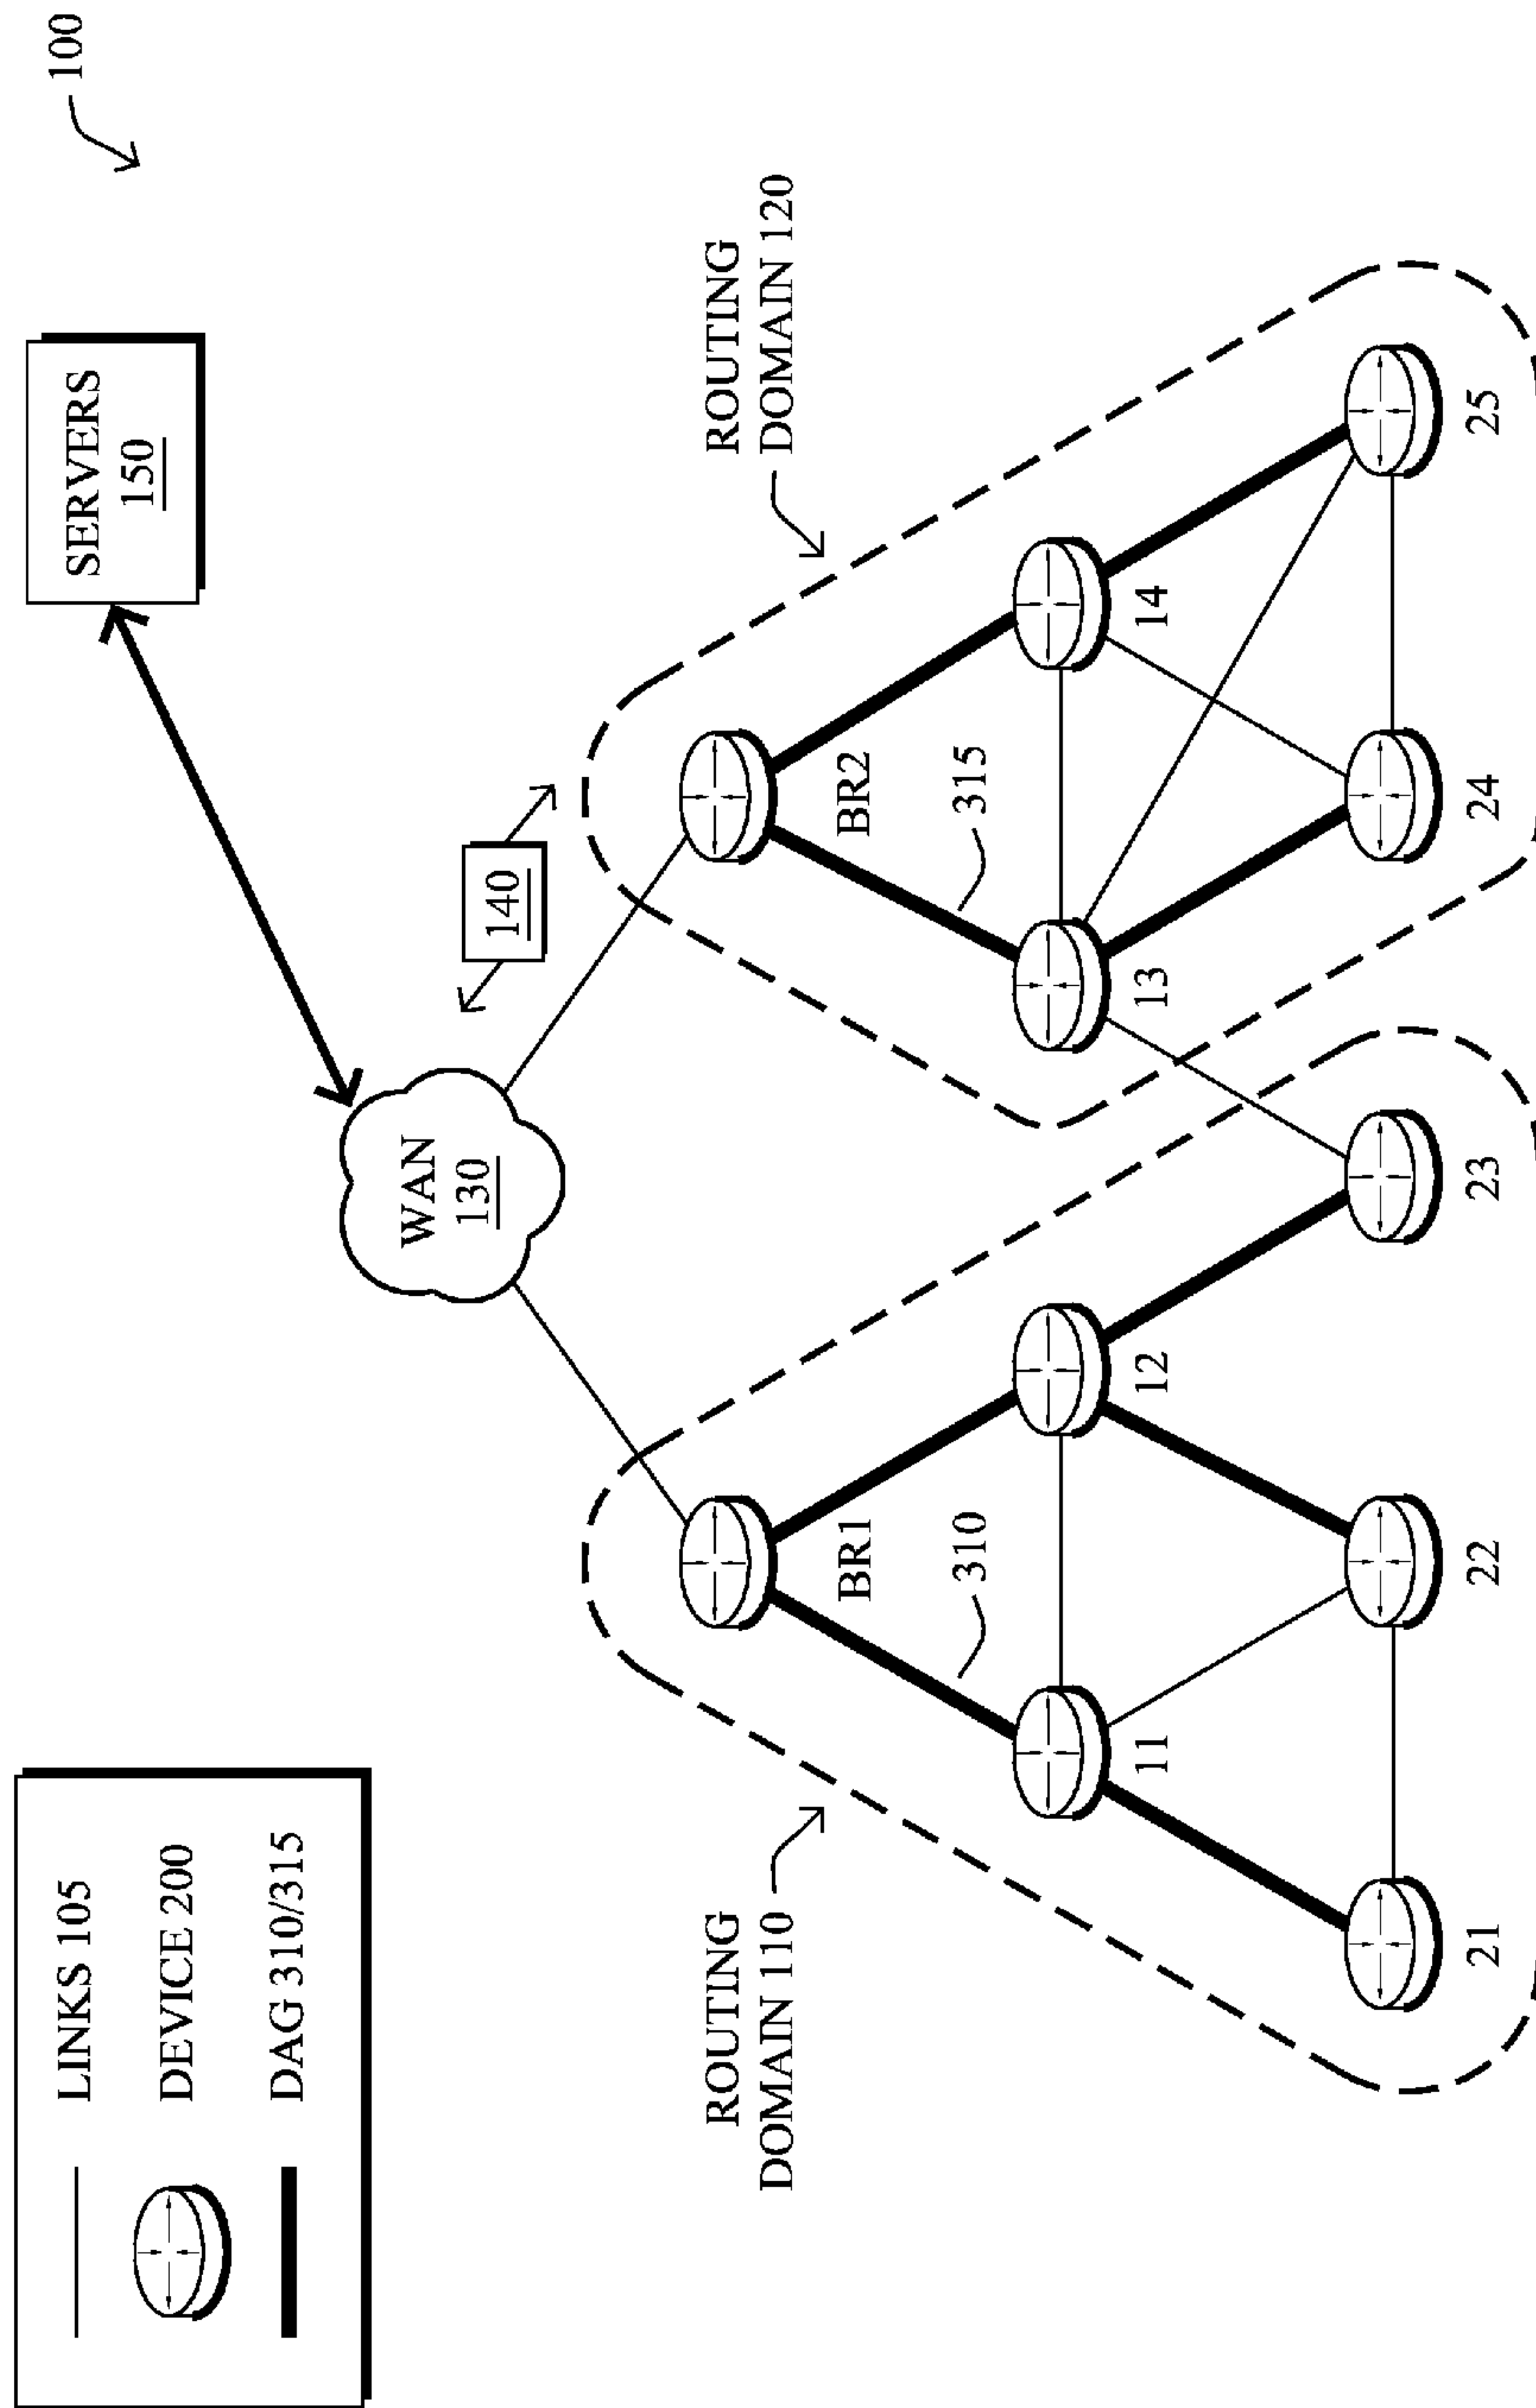 100
LINKS 105
DEVICE 200
DAG 310/315
SERVERS
150
WAN
130
140
ROUTING
DOMAIN 110
ROUTING
DOMAIN 120
BR1
BR2
310
315
11
12
13
14
21
22
23
24
25